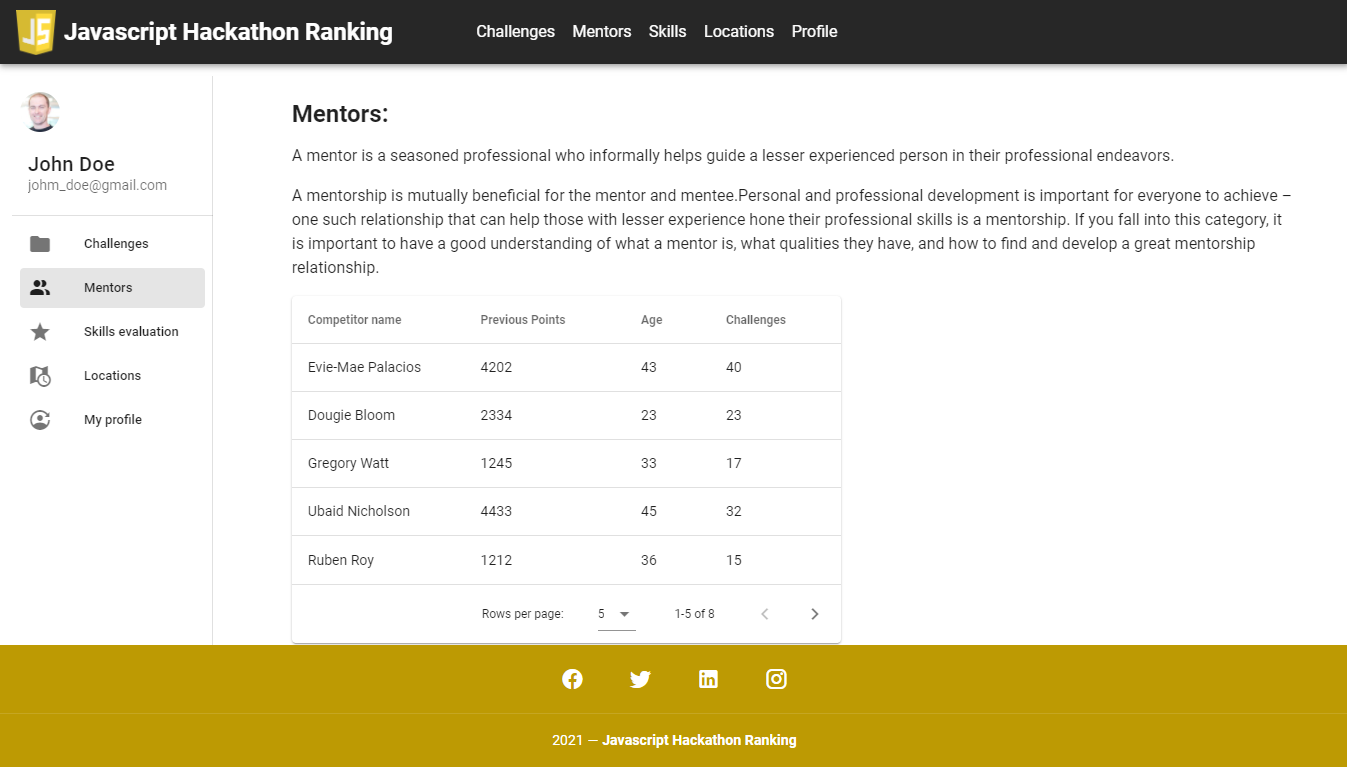 JS Javascript Hackathon Ranking Challenges Mentors Skills Locations Profile
John Doe
johm_doe@gmail.com
Challenges
Mentors
Skills evaluation
Locations
My profile
Mentors:
A mentor is a seasoned professional who informally helps guide a lesser experienced person in their professional endeavors.
A mentorship is mutually beneficial for the mentor and mentee.Personal and professional development is important for everyone to achieve –
one such relationship that can help those with lesser experience hone their professional skills is a mentorship. If you fall into this category, it
is important to have a good understanding of what a mentor is, what qualities they have, and how to find and develop a great mentorship
relationship.
Competitor name Previous Points Age Challenges
Evie-Mae Palacios 4202 43 40
Dougie Bloom 2334 23 23
Gregory Watt 1245 33 17
Ubaid Nicholson 4433 45 32
Ruben Roy 1212 36 15
Rows per page: 5 1-5 of 8
2021 — Javascript Hackathon Ranking